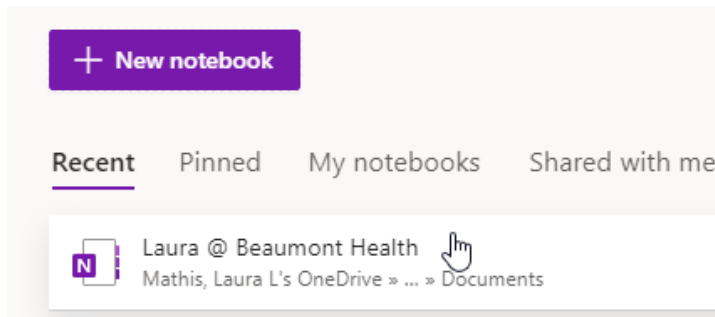 + New notebook
Recent Pinned My notebooks Shared with me
Laura @ Beaumont Health
N
Mathis, Laura L's OneDrive » ... » Documents